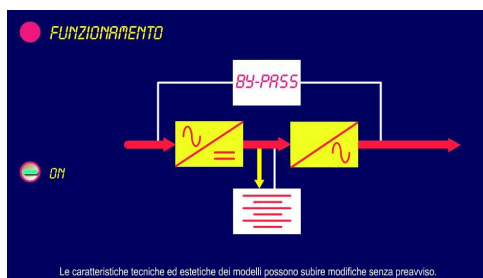 FUNZIONAMENTO
BY-PASS
ON
Le caratteristiche tecniche ed estetiche dei modelli possono subire modifiche senza preavviso.